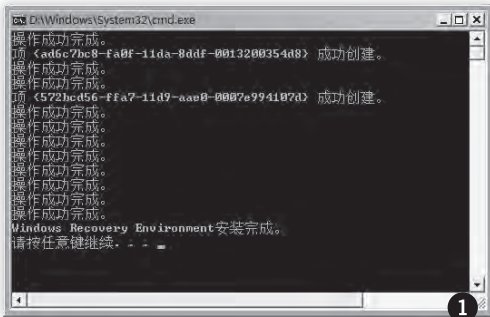 D:\Windows\System32\cmd.exe
操作成功完成。
项 {ad6c7bc8-fa0f-11da-8ddf-0013200354d8} 成功创建。
操作成功完成。
操作成功完成。
项 {572bcd56-ffa7-11d9-aae0-0007e994107d} 成功创建。
操作成功完成。
操作成功完成。
操作成功完成。
操作成功完成。
操作成功完成。
操作成功完成。
操作成功完成。
操作成功完成。
Windows Recovery Environment安装完成。
请按任意键继续. . .
1